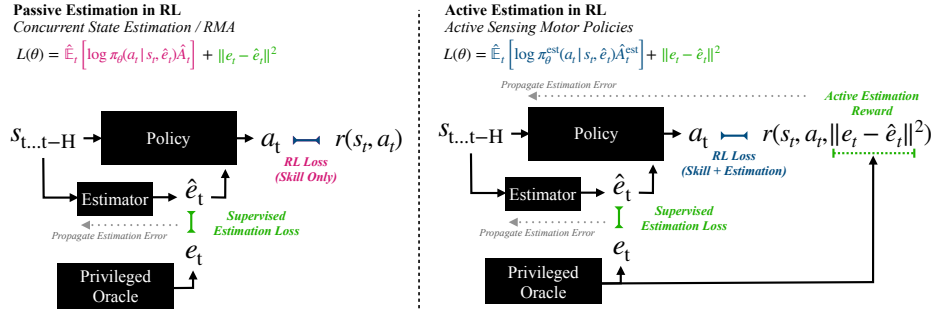 Passive Estimation in RL
Concurrent State Estimation / RMA
L(θ) = 𝔼̂_t [log π_θ(a_t | s_t, ê_t)Â_t] + ||e_t − ê_t||²
s_{t...t−H}
Policy
a_t
r(s_t, a_t)
RL Loss
(Skill Only)
Estimator
ê_t
Propagate Estimation Error
Supervised
Estimation Loss
e_t
Privileged
Oracle
Active Estimation in RL
Active Sensing Motor Policies
L(θ) = 𝔼̂_t [log π_θ^est(a_t | s_t, ê_t)Â_t^est] + ||e_t − ê_t||²
Propagate Estimation Error
Active Estimation
Reward
s_{t...t−H}
Policy
a_t
r(s_t, a_t, ||e_t − ê_t||²)
RL Loss
(Skill + Estimation)
Estimator
ê_t
Propagate Estimation Error
Supervised
Estimation Loss
e_t
Privileged
Oracle